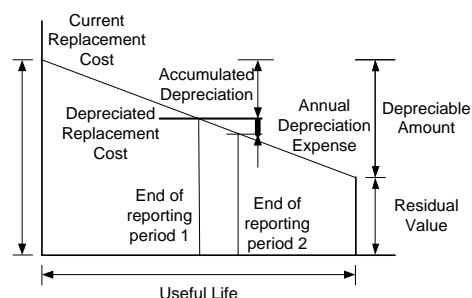 Current
Replacement
Cost
Accumulated
Depreciation
Depreciated
Replacement
Cost
Annual
Depreciation
Expense
Depreciable
Amount
End of
reporting
period 1
End of
reporting
period 2
Residual
Value
Useful Life